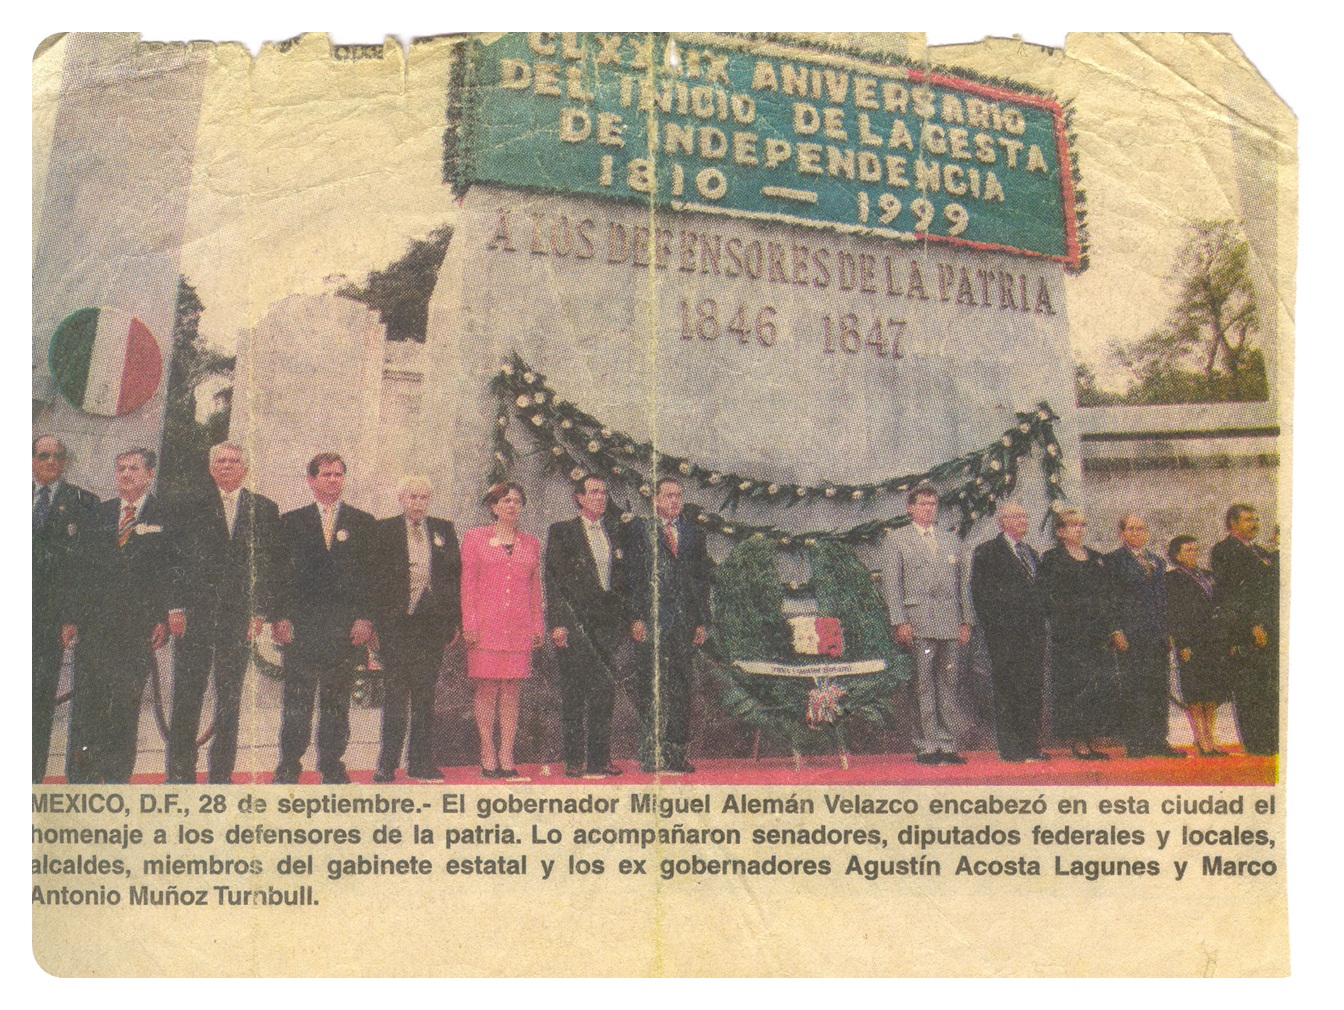 CLXXXIX ANIVERSARIO
DEL INICIO DE LA GESTA
DE INDEPENDENCIA
1810 — 1999
A LOS DEFENSORES DE LA PATRIA
1846 1847
MEXICO, D.F., 28 de septiembre.- El gobernador Miguel Alemán Velazco encabezó en esta ciudad el
homenaje a los defensores de la patria. Lo acompañaron senadores, diputados federales y locales,
alcaldes, miembros del gabinete estatal y los ex gobernadores Agustín Acosta Lagunes y Marco
Antonio Muñoz Turnbull.